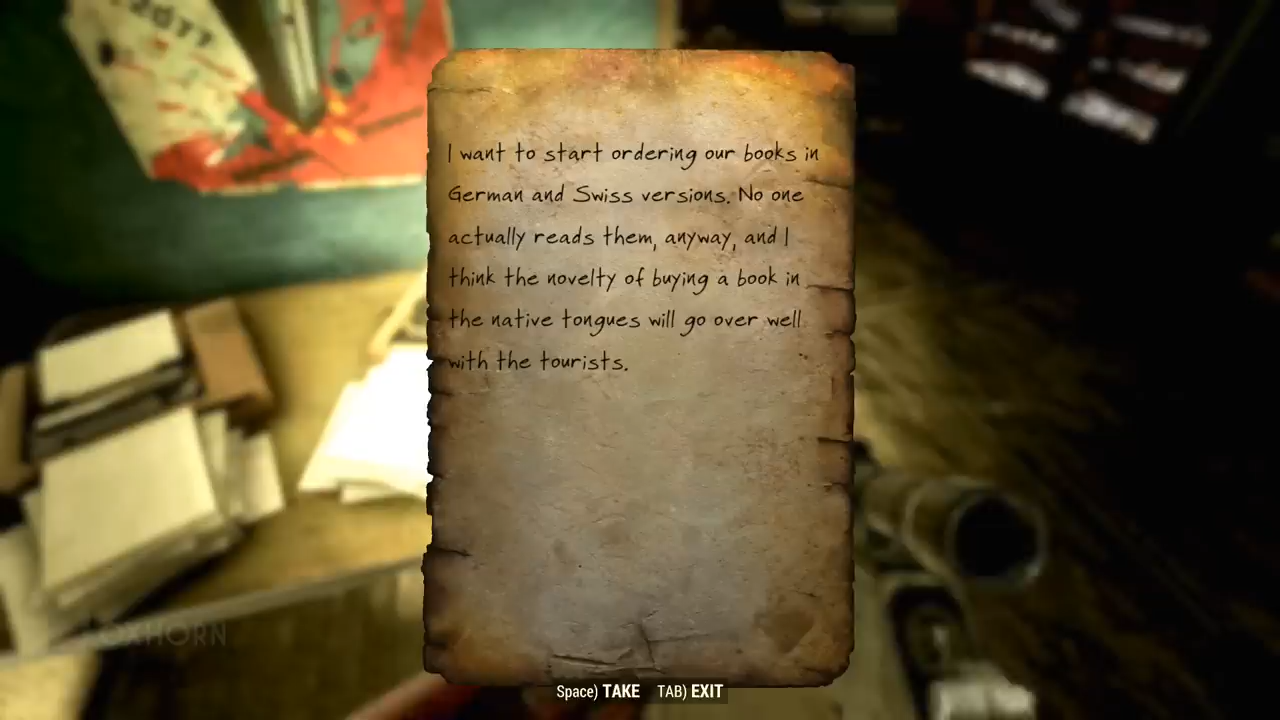 I want to start ordering our books in
German and Swiss versions. No one
actually reads them, anyway, and I
think the novelty of buying a book in
the native tongues will go over well
with the tourists.
OXHORN
Space) TAKE TAB) EXIT